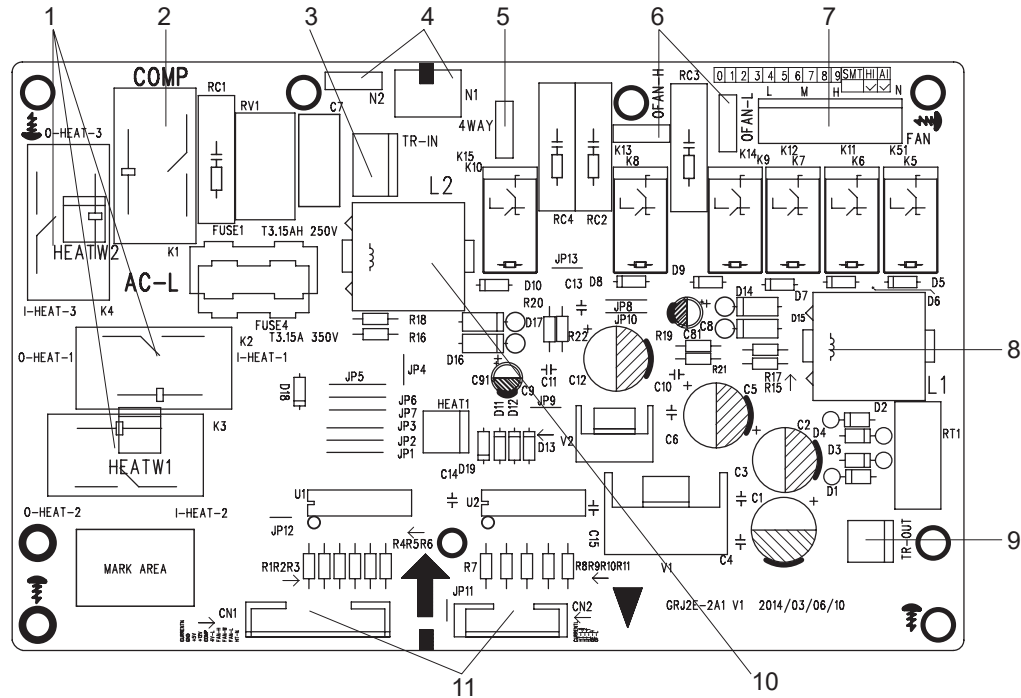 1 2 3 4 5 6 7
COMP
RC1
RV1
C7
N2
N1
4WAY
OFAN-H
RC3
OFAN-L
0 1 2 3 4 5 6 7 8 9 SMT HI AI
L M H N
FAN
O-HEAT-3
TR-IN
K15
K10
K13
K8
K14
K9
K12
K7
K11
K6
K51
K5
L2
HEATW2
K1
FUSE1 T3.15AH 250V
RC4
RC2
AC-L
JP13
I-HEAT-3
K4
FUSE4
T3.15A 350V
D10
C13
D8
D9
D7
D5
D6
R20
JP8
JP10
D14
D15
R18
R16
D17
D16
R22
R19
C8
C81
R21
8
O-HEAT-1
K2
I-HEAT-1
JP4
C91
C9
C11
C12
C10
R17
R15
L1
D18
JP5
JP6
JP7
JP3
JP2
JP1
HEAT1
D11
D12
JP9
C5
K3
D13
V2
C6
C2
D2
D4
D3
D1
RT1
HEATW1
D19
C14
C3
O-HEAT-2
I-HEAT-2
U1
U2
C1
JP12
R4R5R6
C15
C4
TR-OUT
9
MARK AREA
R1R2R3
R7
R8R9R10R11
V1
JP11
CN1
CN2
GRJ2E-2A1 V1 2014/03/06/10
11
10